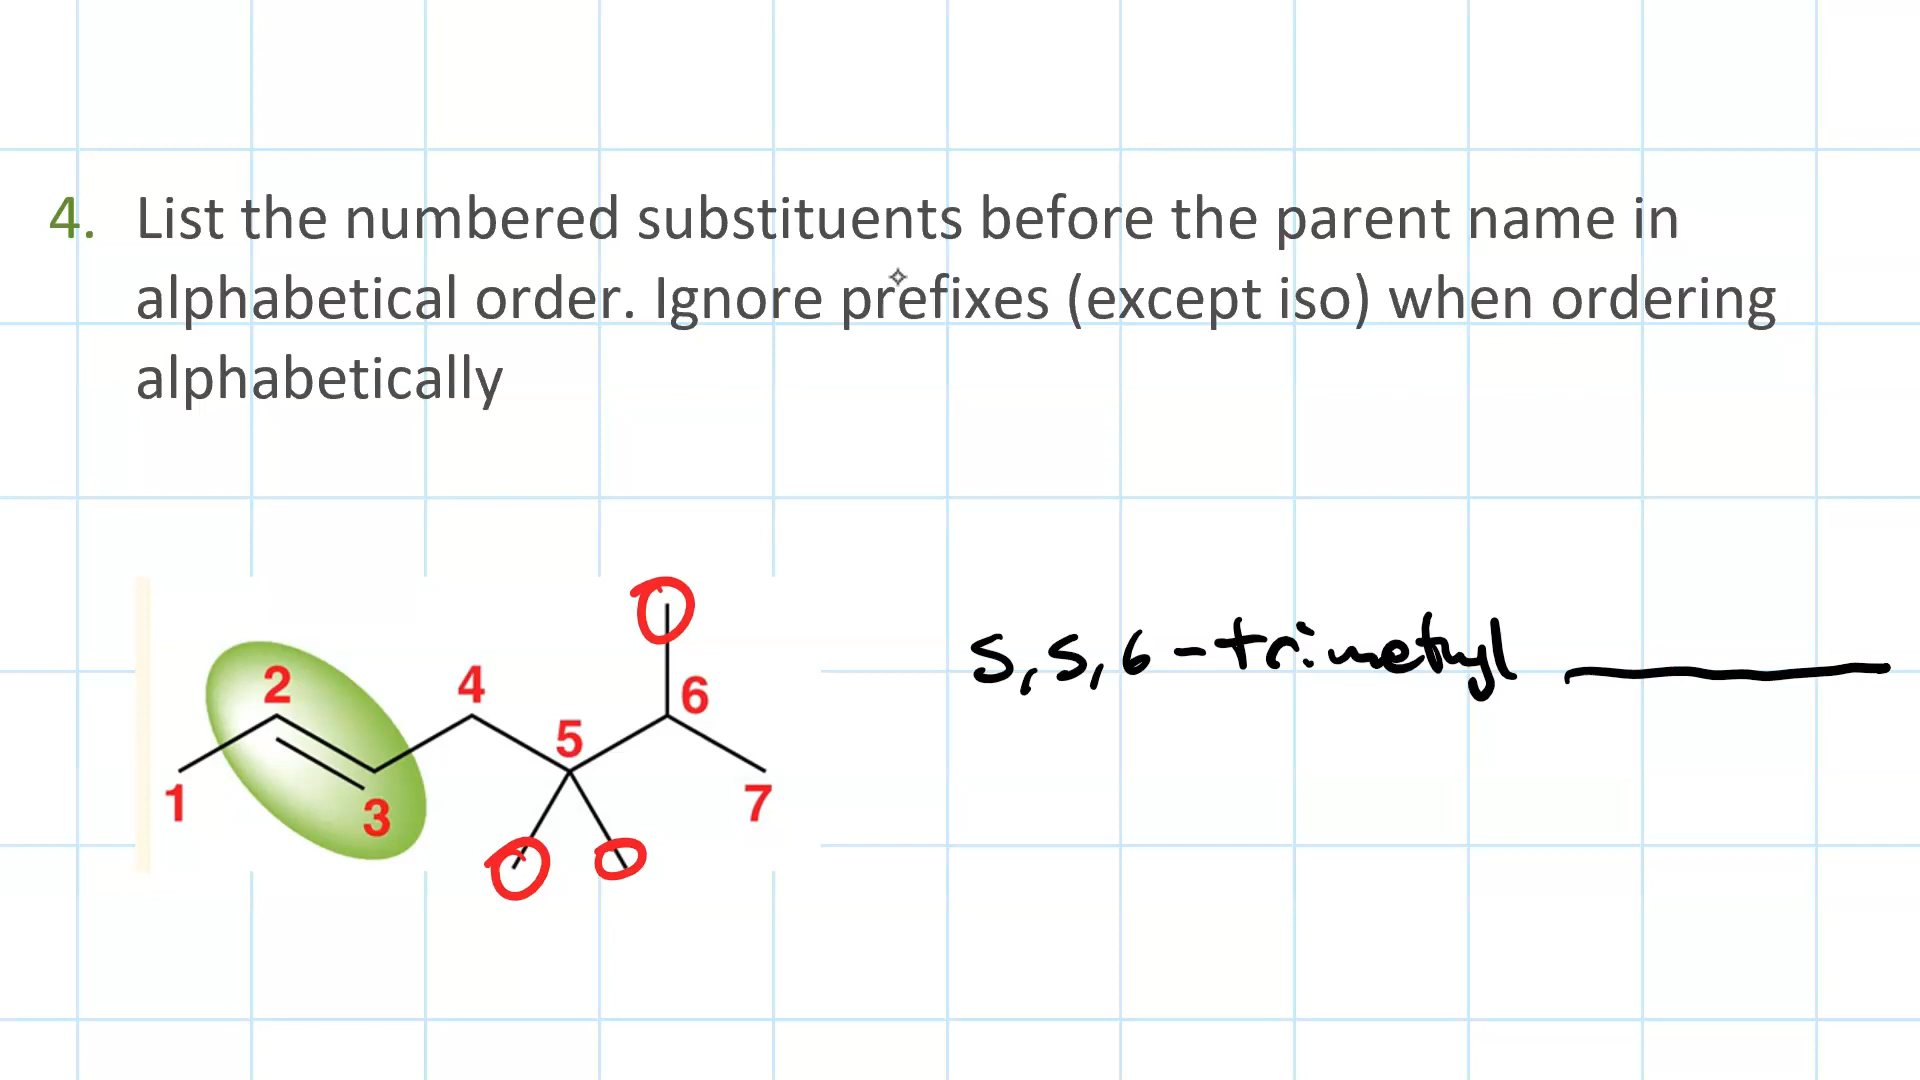 4. List the numbered substituents before the parent name in
alphabetical order. Ignore prefixes (except iso) when ordering
alphabetically
5,5,6-trimethyl
2
4
6
5
1
3
7